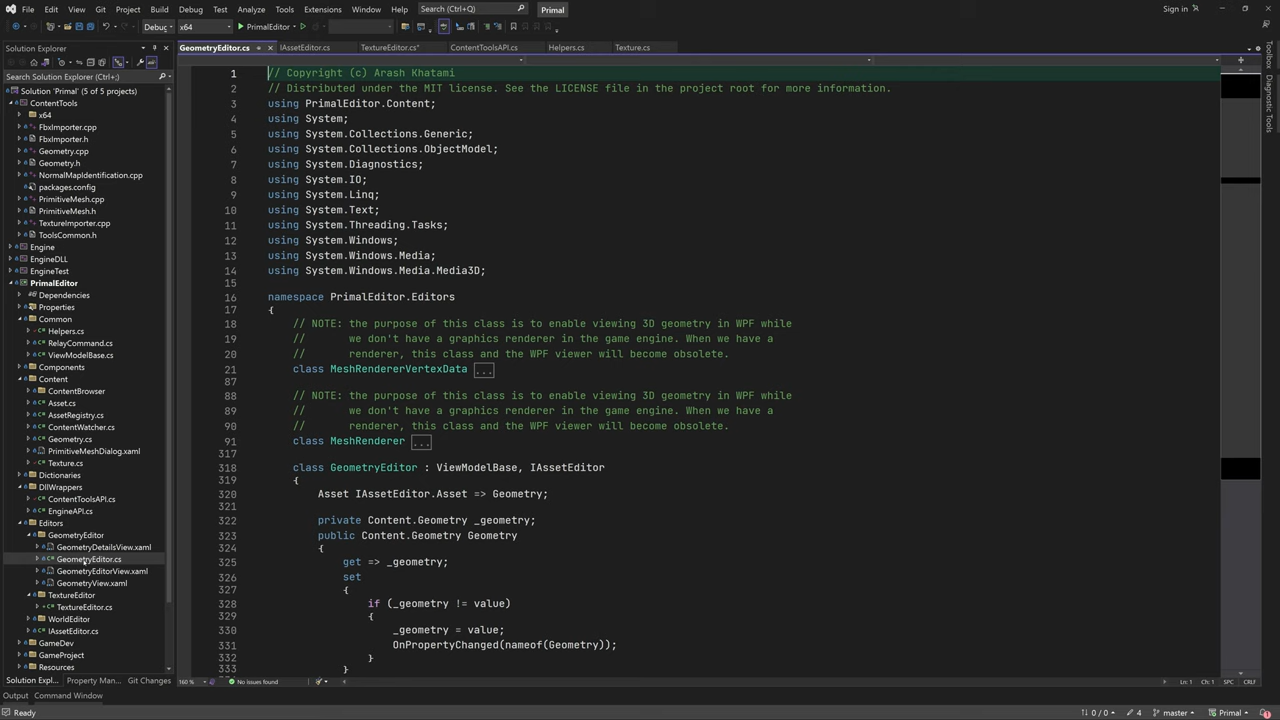 File Edit View Git Project Build Debug Test Analyze Tools Extensions Window Help Search (Ctrl+Q) Primal Sign in
Debug x64 PrimalEditor
Solution Explorer
GeometryEditor.cs IAssetEditor.cs TextureEditor.cs* ContentToolsAPI.cs Helpers.cs Texture.cs
Search Solution Explorer (Ctrl+;)
Solution 'Primal' (5 of 5 projects)
ContentTools
x64
FbxImporter.cpp
FbxImporter.h
Geometry.cpp
Geometry.h
NormalMapIdentification.cpp
packages.config
PrimitiveMesh.cpp
PrimitiveMesh.h
TextureImporter.cpp
ToolsCommon.h
Engine
EngineDLL
EngineTest
PrimalEditor
Dependencies
Properties
Common
Helpers.cs
RelayCommand.cs
ViewModelBase.cs
Components
Content
ContentBrowser
Asset.cs
AssetRegistry.cs
ContentWatcher.cs
Geometry.cs
PrimitiveMeshDialog.xaml
Texture.cs
Dictionaries
DllWrappers
ContentToolsAPI.cs
EngineAPI.cs
Editors
GeometryEditor
GeometryDetailsView.xaml
GeometryEditor.cs
GeometryEditorView.xaml
GeometryView.xaml
TextureEditor
TextureEditor.cs
WorldEditor
IAssetEditor.cs
GameDev
GameProject
Resources
1 // Copyright (c) Arash Khatami
2 // Distributed under the MIT license. See the LICENSE file in the project root for more information.
3 using PrimalEditor.Content;
4 using System;
5 using System.Collections.Generic;
6 using System.Collections.ObjectModel;
7 using System.Diagnostics;
8 using System.IO;
9 using System.Linq;
10 using System.Text;
11 using System.Threading.Tasks;
12 using System.Windows;
13 using System.Windows.Media;
14 using System.Windows.Media.Media3D;
15
16 namespace PrimalEditor.Editors
17 {
18 // NOTE: the purpose of this class is to enable viewing 3D geometry in WPF while
19 // we don't have a graphics renderer in the game engine. When we have a
20 // renderer, this class and the WPF viewer will become obsolete.
21 class MeshRendererVertexData ...
87
88 // NOTE: the purpose of this class is to enable viewing 3D geometry in WPF while
89 // we don't have a graphics renderer in the game engine. When we have a
90 // renderer, this class and the WPF viewer will become obsolete.
91 class MeshRenderer ...
317
318 class GeometryEditor : ViewModelBase, IAssetEditor
319 {
320 Asset IAssetEditor.Asset => Geometry;
321
322 private Content.Geometry _geometry;
323 public Content.Geometry Geometry
324 {
325 get => _geometry;
326 set
327 {
328 if (_geometry != value)
329 {
330 _geometry = value;
331 OnPropertyChanged(nameof(Geometry));
332 }
333 }
Toolbox
Diagnostic Tools
Solution Expl... Property Man... Git Changes
160 % No issues found Ln: 1 Ch: 1 SPC CRLF
Output Command Window
Ready 0 / 0 4 master Primal 1